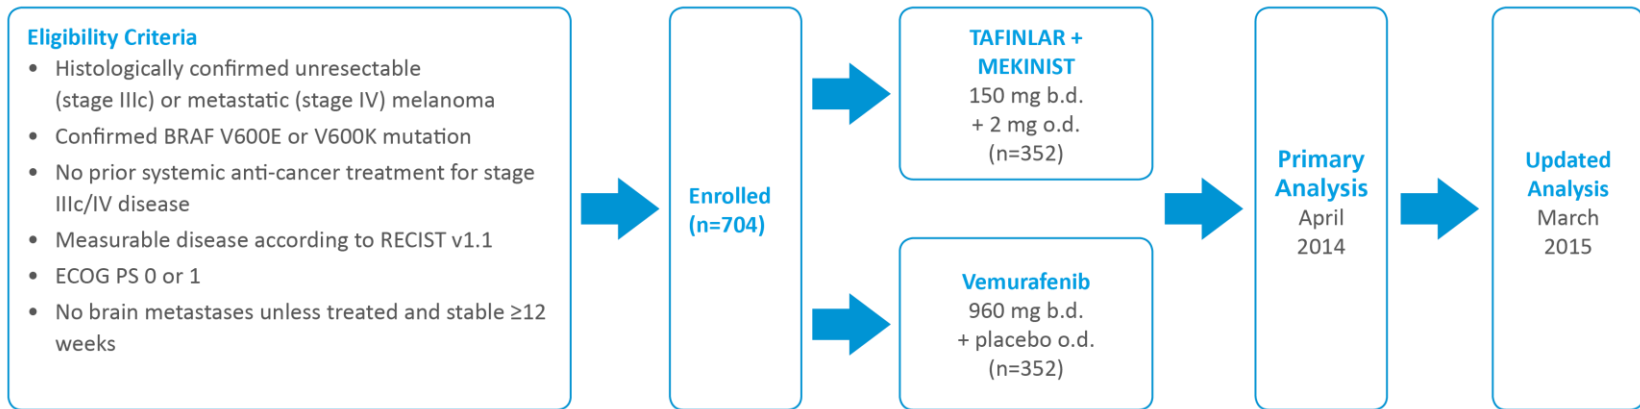 Eligibility Criteria
• Histologically confirmed unresectable
(stage IIIc) or metastatic (stage IV) melanoma
• Confirmed BRAF V600E or V600K mutation
• No prior systemic anti-cancer treatment for stage
IIIc/IV disease
• Measurable disease according to RECIST v1.1
• ECOG PS 0 or 1
• No brain metastases unless treated and stable ≥12
weeks
Enrolled
(n=704)
TAFINLAR +
MEKINIST
150 mg b.d.
+ 2 mg o.d.
(n=352)
Vemurafenib
960 mg b.d.
+ placebo o.d.
(n=352)
Primary
Analysis
April
2014
Updated
Analysis
March
2015